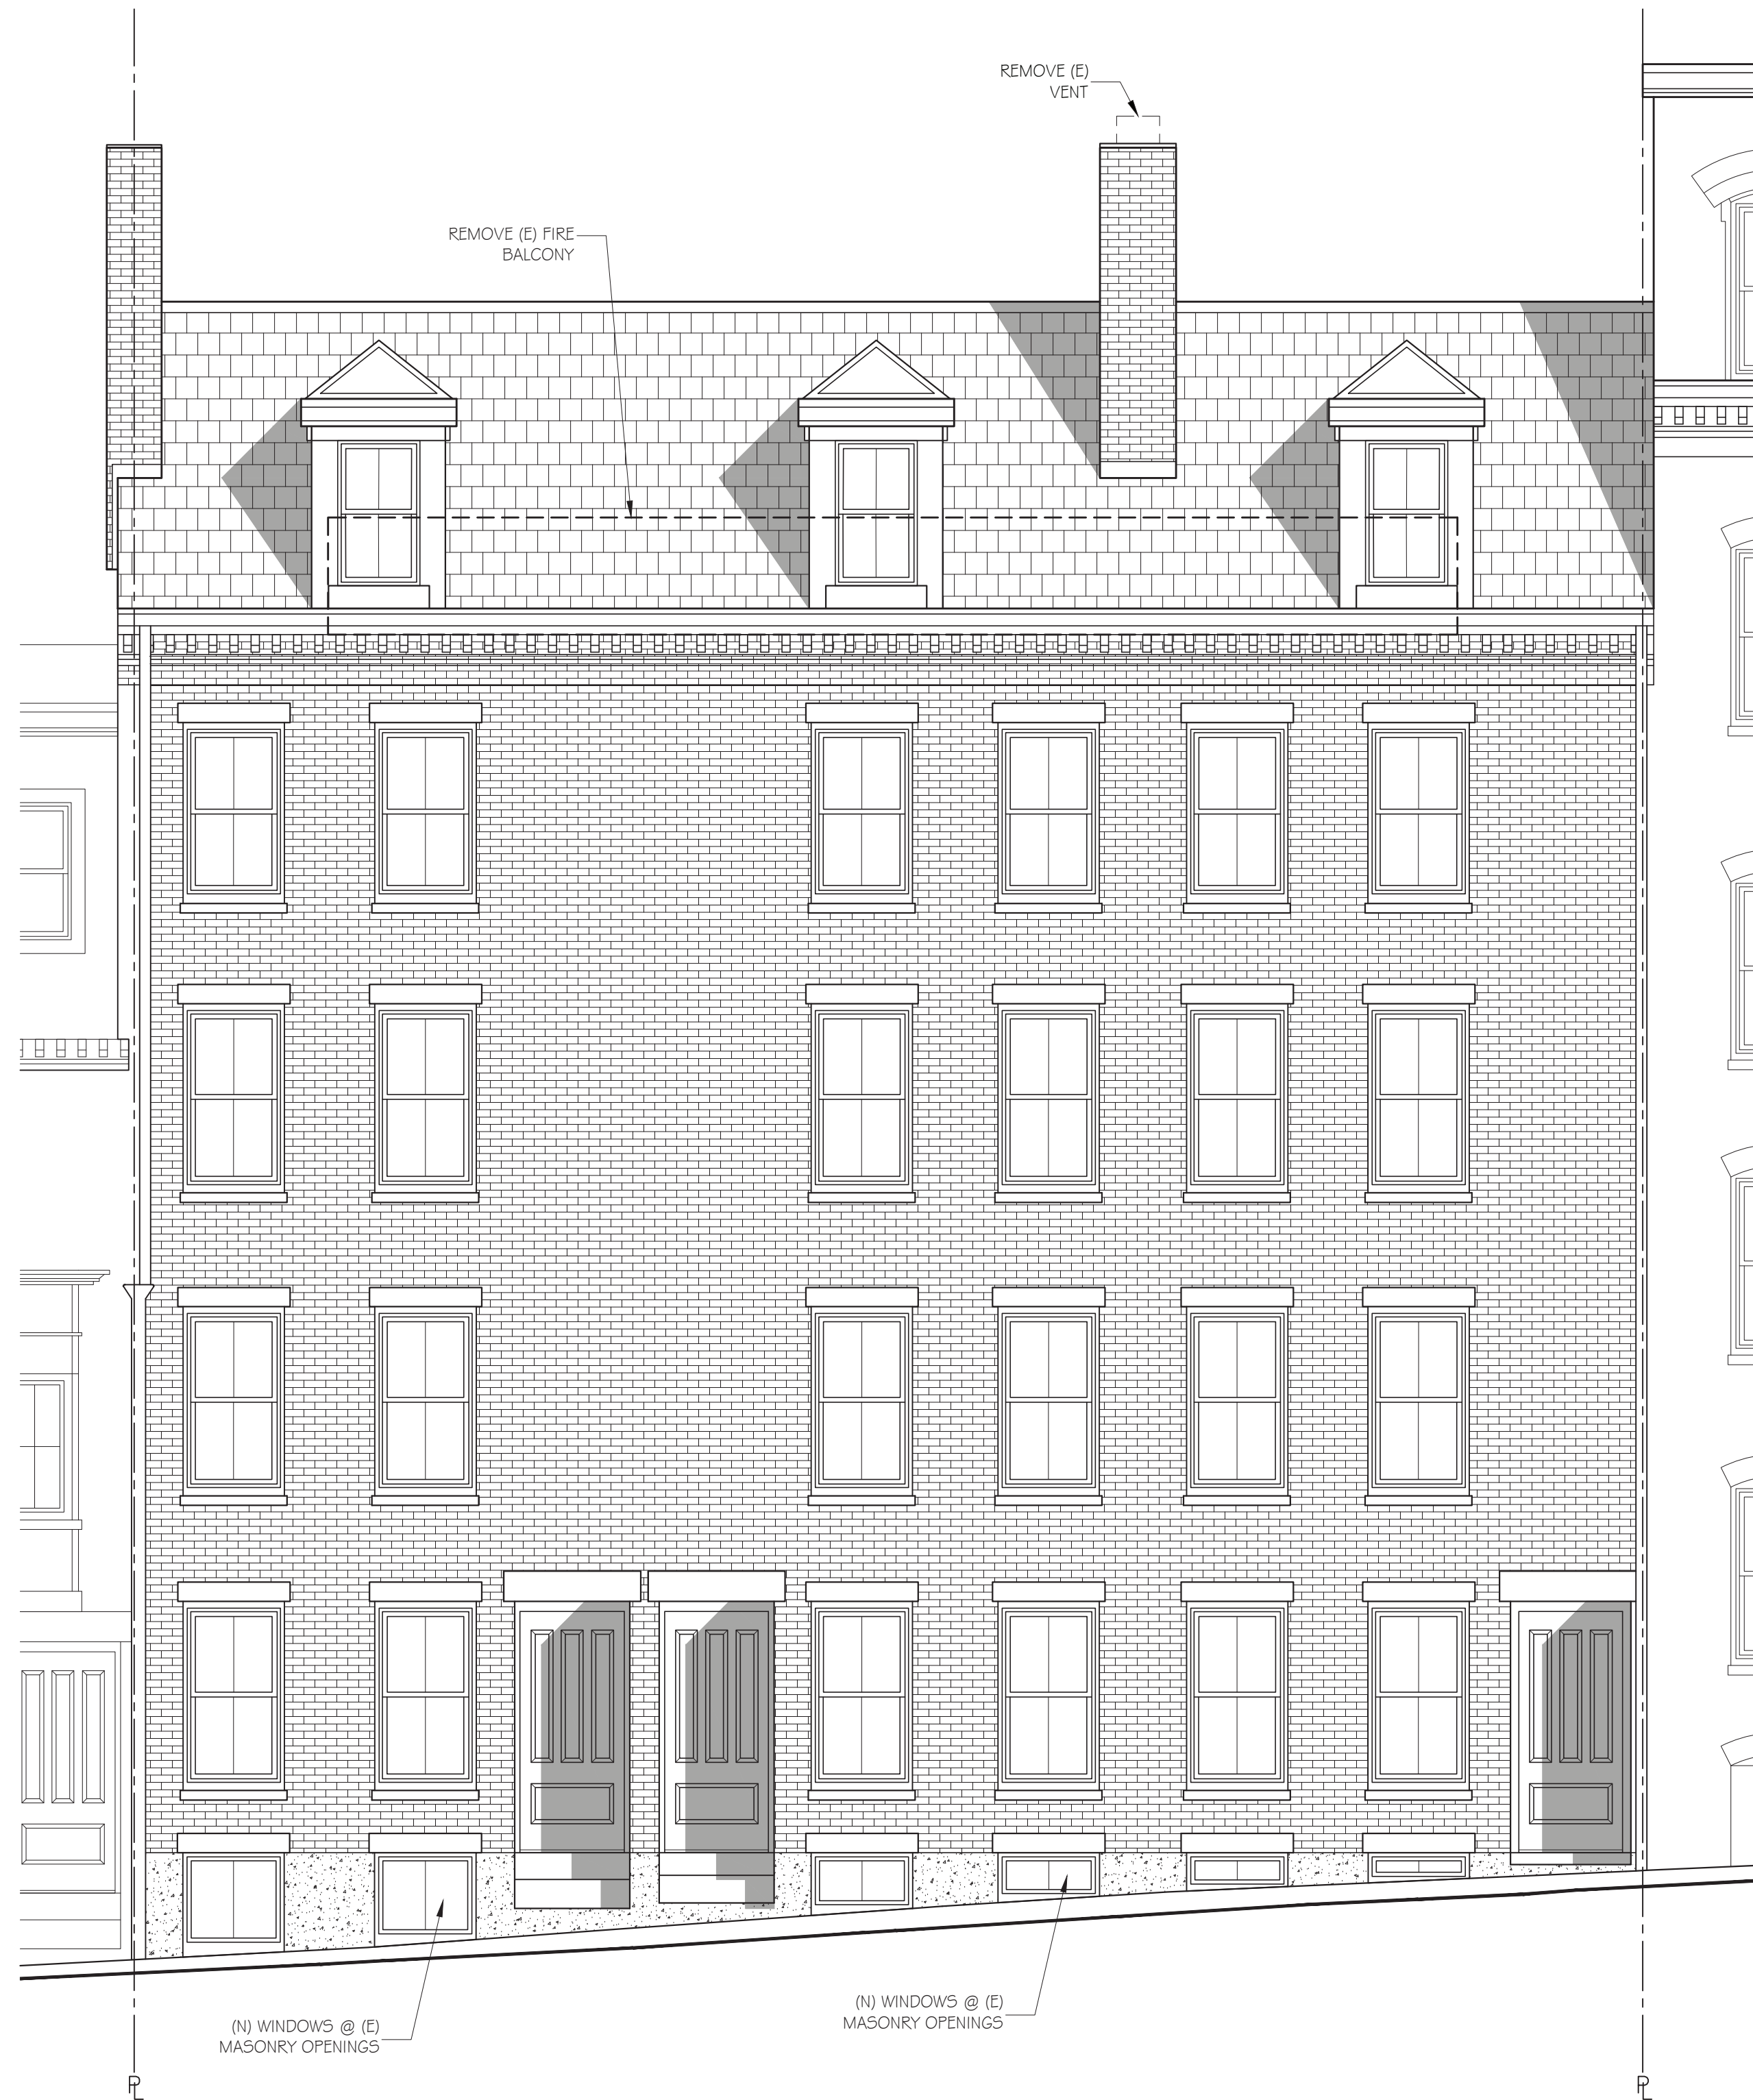 REMOVE (E)
VENT
REMOVE (E) FIRE
BALCONY
(N) WINDOWS @ (E)
MASONRY OPENINGS
(N) WINDOWS @ (E)
MASONRY OPENINGS
PL
PL